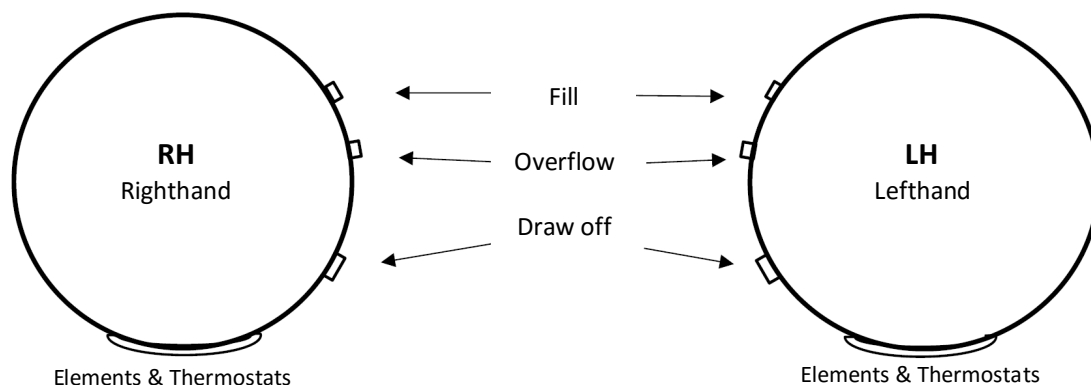 Fill
RH
Righthand
Overflow
LH
Lefthand
Draw off
Elements & Thermostats
Elements & Thermostats